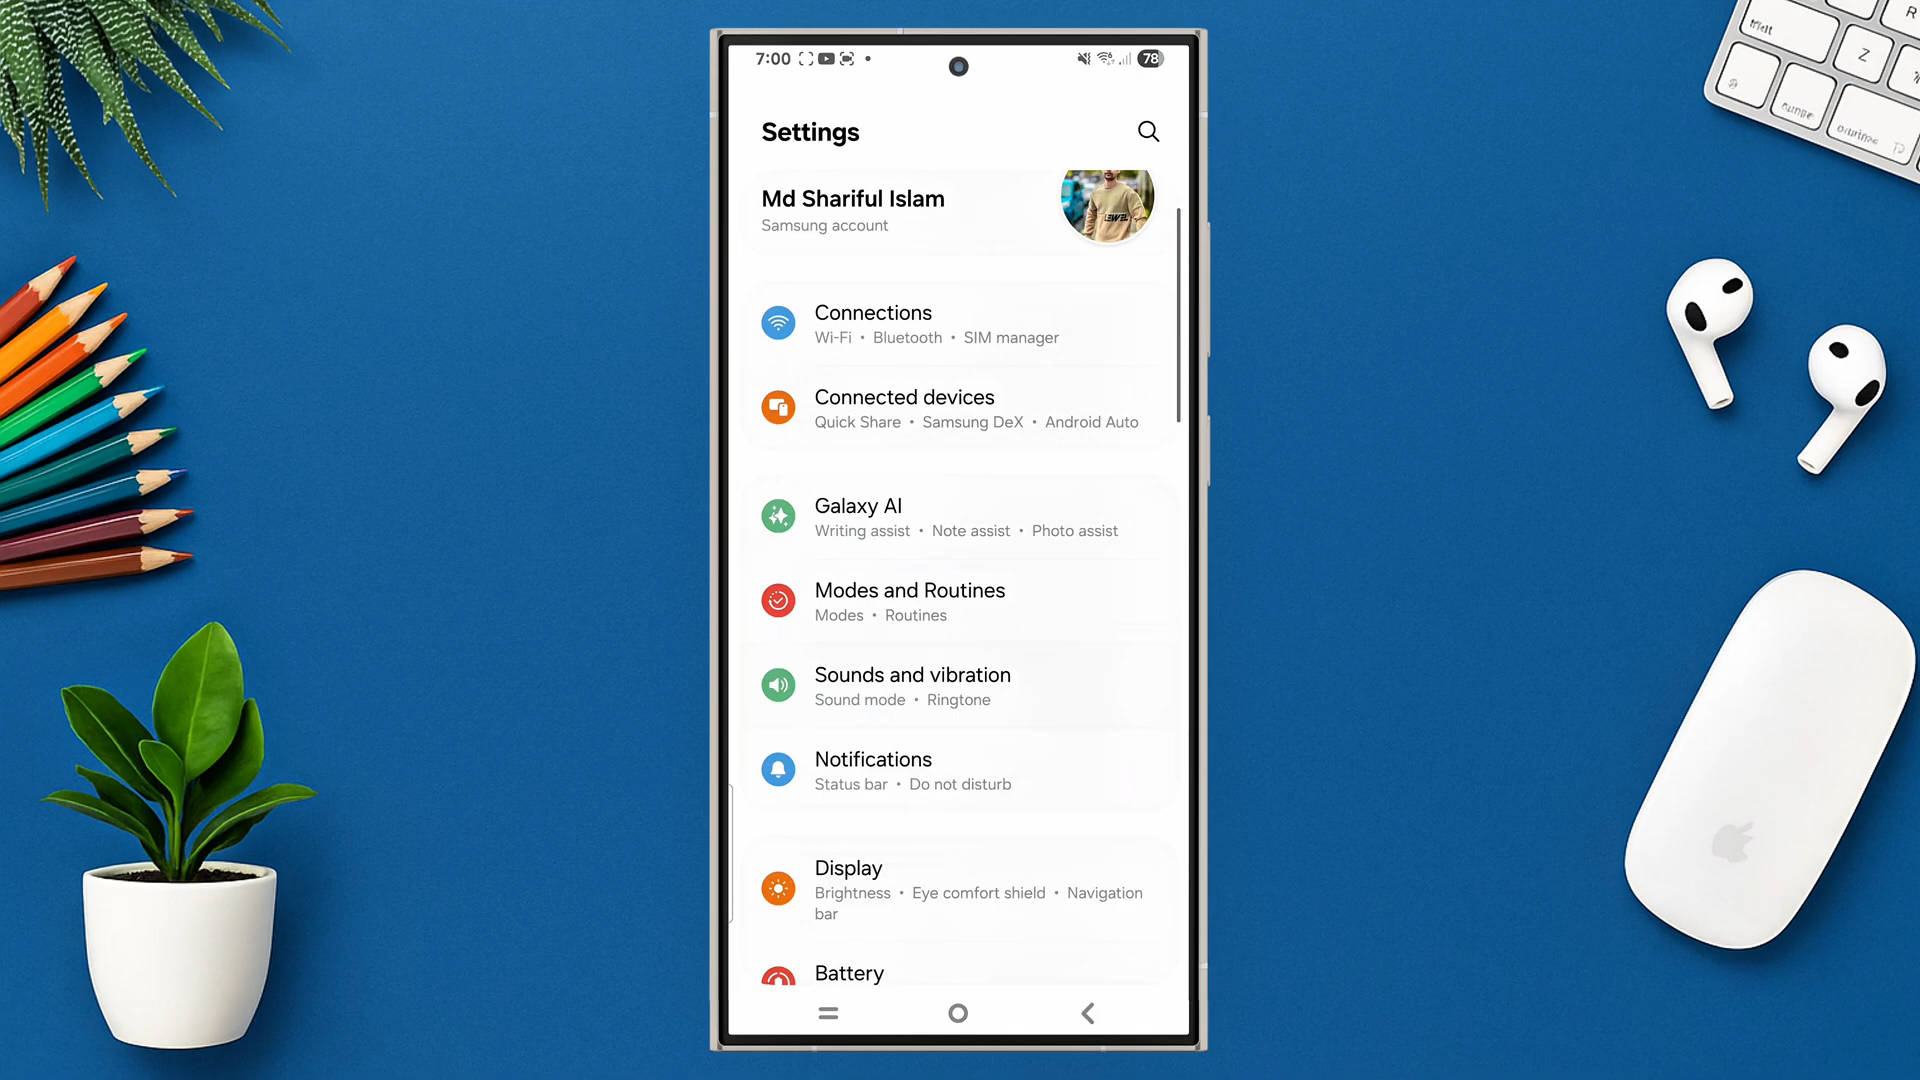 7:00
78
Settings
Md Shariful Islam
Samsung account
EWEL
Connections
Wi-Fi • Bluetooth • SIM manager
Connected devices
Quick Share • Samsung DeX • Android Auto
Galaxy AI
Writing assist • Note assist • Photo assist
Modes and Routines
Modes • Routines
Sounds and vibration
Sound mode • Ringtone
Notifications
Status bar • Do not disturb
Display
Brightness • Eye comfort shield • Navigation
bar
Battery
R
Z